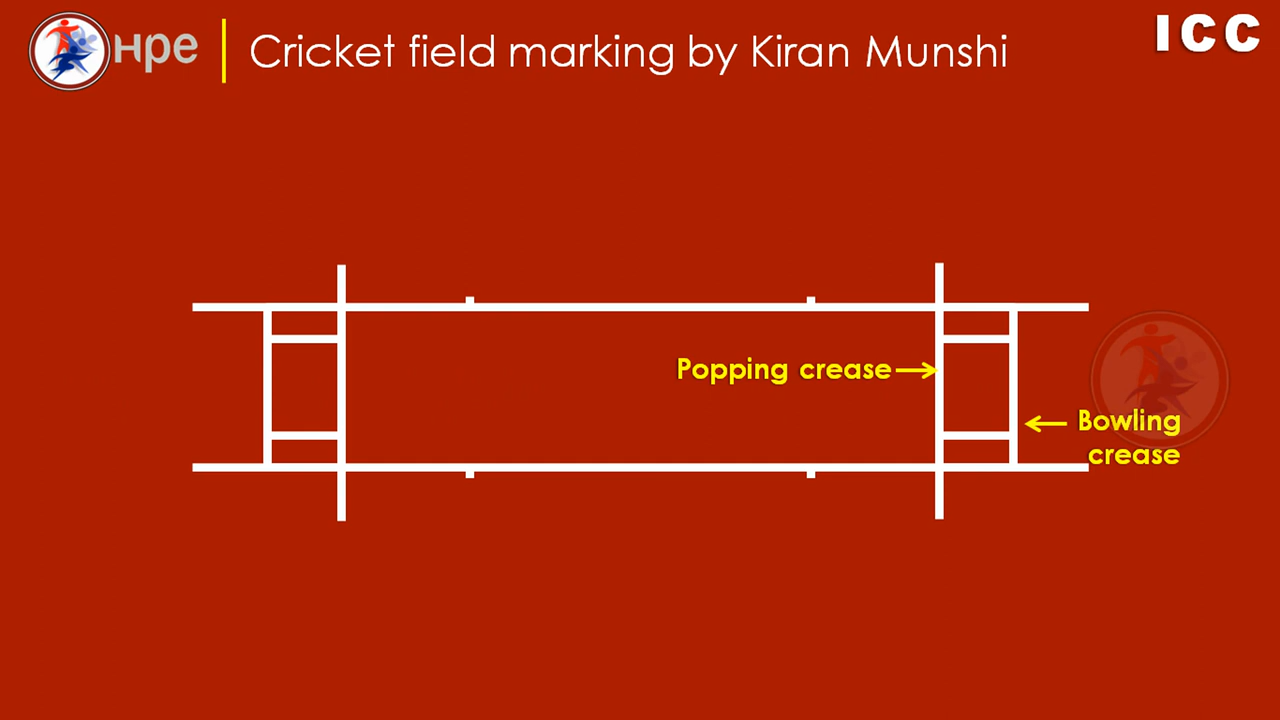 HPE
Cricket field marking by Kiran Munshi
ICC
Popping crease
Bowling
crease